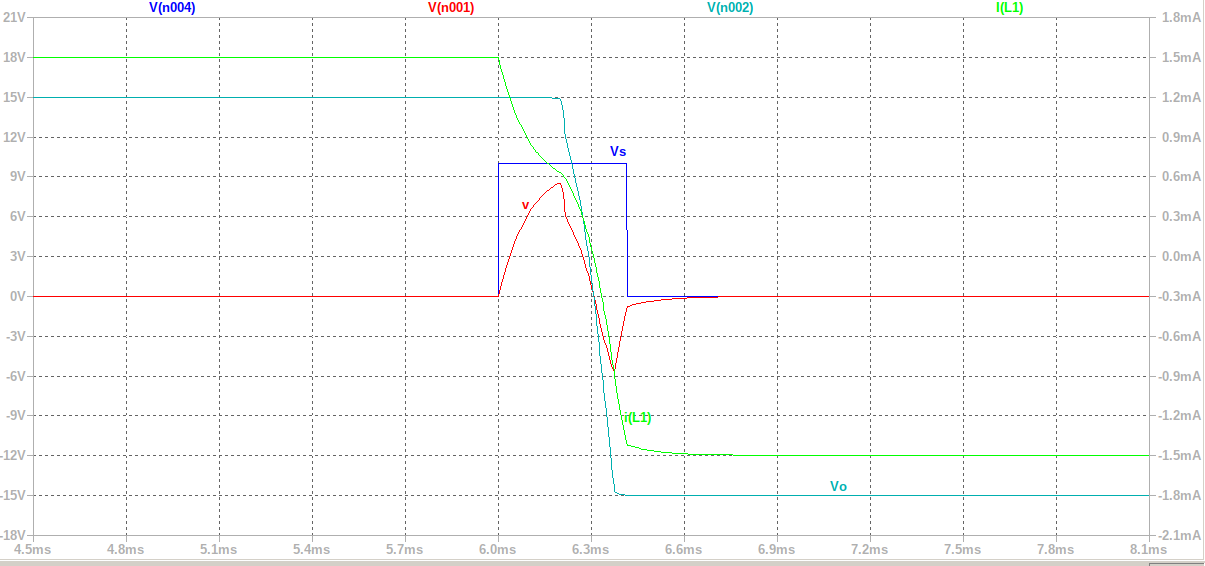 V(n004) V(n001) V(n002) I(L1)
21V 1.8mA
18V 1.5mA
15V 1.2mA
12V 0.9mA
Vs
9V 0.6mA
v
6V 0.3mA
3V 0.0mA
0V -0.3mA
-3V -0.6mA
-6V -0.9mA
-9V -1.2mA
i(L1)
-12V -1.5mA
Vo
-15V -1.8mA
-18V -2.1mA
4.5ms 4.8ms 5.1ms 5.4ms 5.7ms 6.0ms 6.3ms 6.6ms 6.9ms 7.2ms 7.5ms 7.8ms 8.1ms